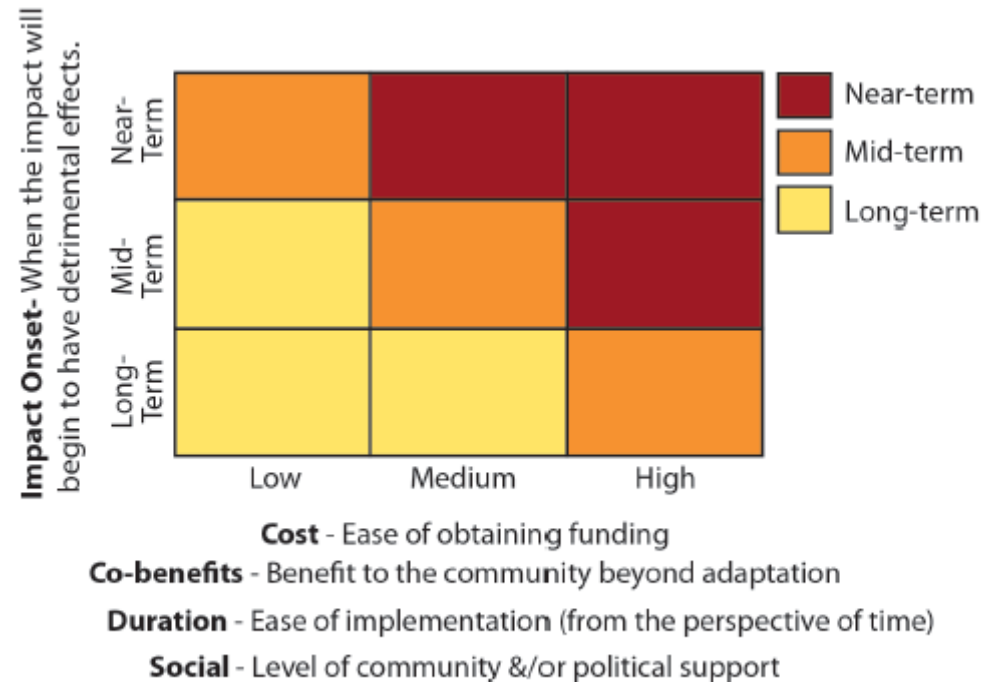 Impact Onset- When the impact will
begin to have detrimental effects.
Near-
Term
Mid-
Term
Long-
Term
Near-term
Mid-term
Long-term
Low Medium High
Cost - Ease of obtaining funding
Co-benefits - Benefit to the community beyond adaptation
Duration - Ease of implementation (from the perspective of time)
Social - Level of community &/or political support